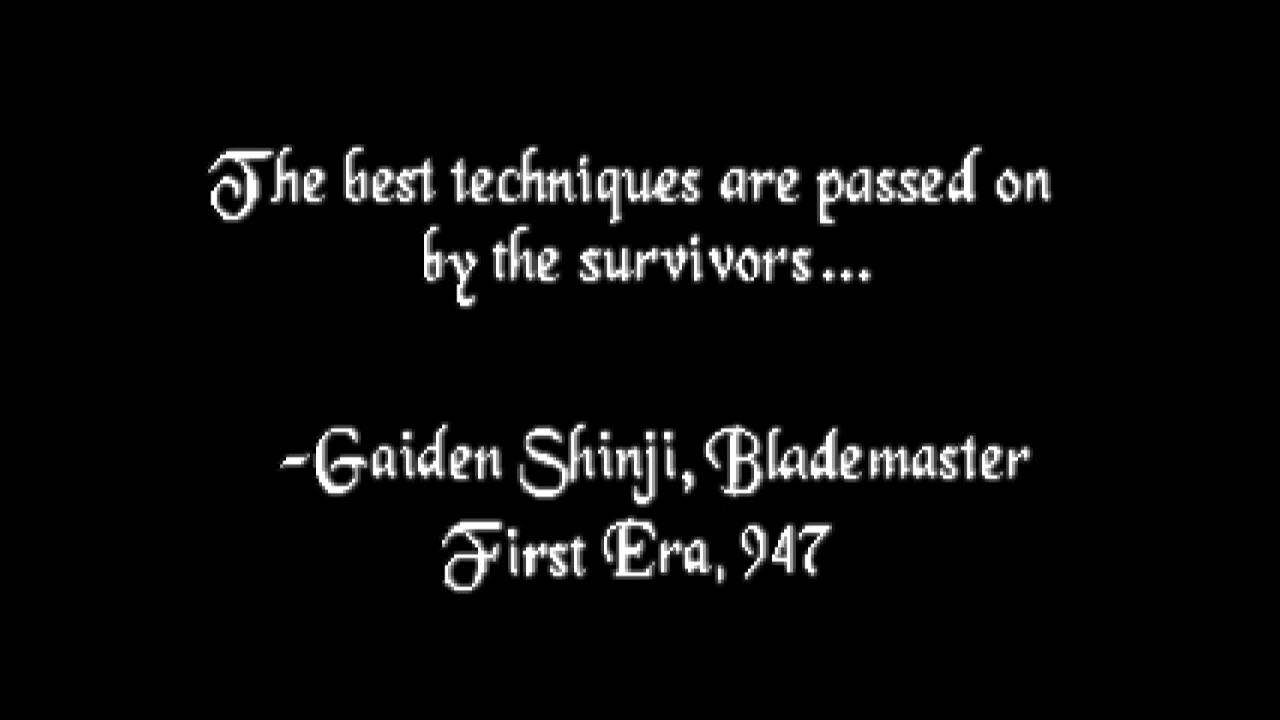 The best techniques are passed on
by the survivors...
-Gaiden Shinji, Blademaster
First Era, 947